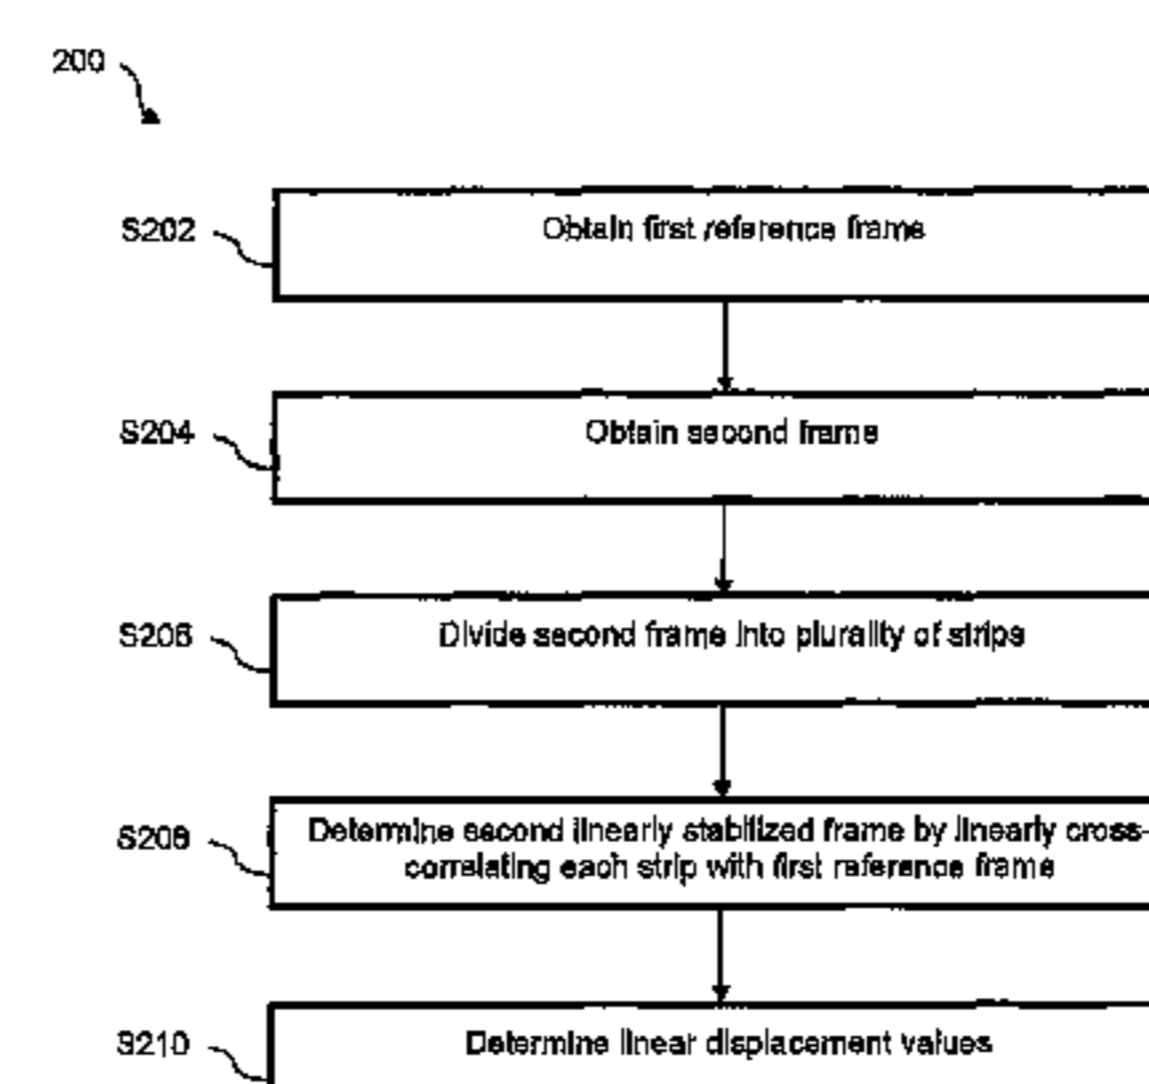 200
S202
Obtain first reference frame
S204
Obtain second frame
S206
Divide second frame into plurality of strips
S208
Determine second linearly stabilized frame by linearly cross-
correlating each strip with first reference frame
S210
Determine linear displacement values